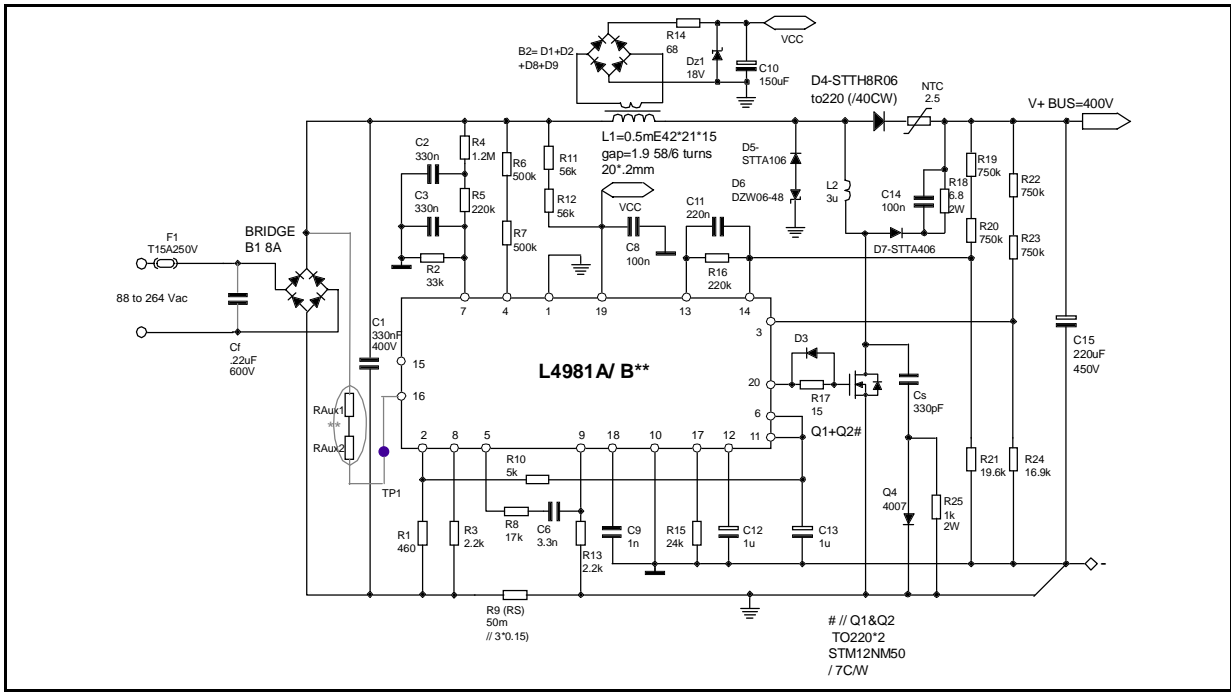 R14
68
VCC
B2= D1+D2
+D8+D9
Dz1
18V
C10
150uF
D4-STTH8R06
to220 (/40CW)
NTC
2.5
V+ BUS=400V
L1=0.5mE42*21*15
gap=1.9 58/6 turns
20*.2mm
C2
330n
R4
1.2M
R6
500k
R11
56k
D5-
STTA106
C3
330n
R5
220k
R12
56k
VCC
D6
DZW06-48
L2
3u
C14
100n
R18
6.8
2W
R19
750k
R22
750k
C11
220n
R7
500k
C8
100n
R20
750k
R23
750k
D7-STTA406
F1
T15A250V
BRIDGE
B1 8A
R2
33k
R16
220k
88 to 264 Vac
Cf
.22uF
600V
C1
330nF
400V
7
4
1
19
13
14
3
15
16
L4981A/ B**
20
6
11
D3
R17
15
Q1+Q2#
Cs
330pF
C15
220uF
450V
RAux1
**
RAux2
TP1
2
8
5
9
18
10
17
12
R10
5k
R21
19.6k
R24
16.9k
Q4
4007
R25
1k
2W
R1
460
R3
2.2k
R8
17k
C6
3.3n
R13
2.2k
C9
1n
R15
24k
C12
1u
C13
1u
-
R9 (RS)
50m
// 3*0.15)
# // Q1&Q2
TO220*2
STM12NM50
/ 7C/W